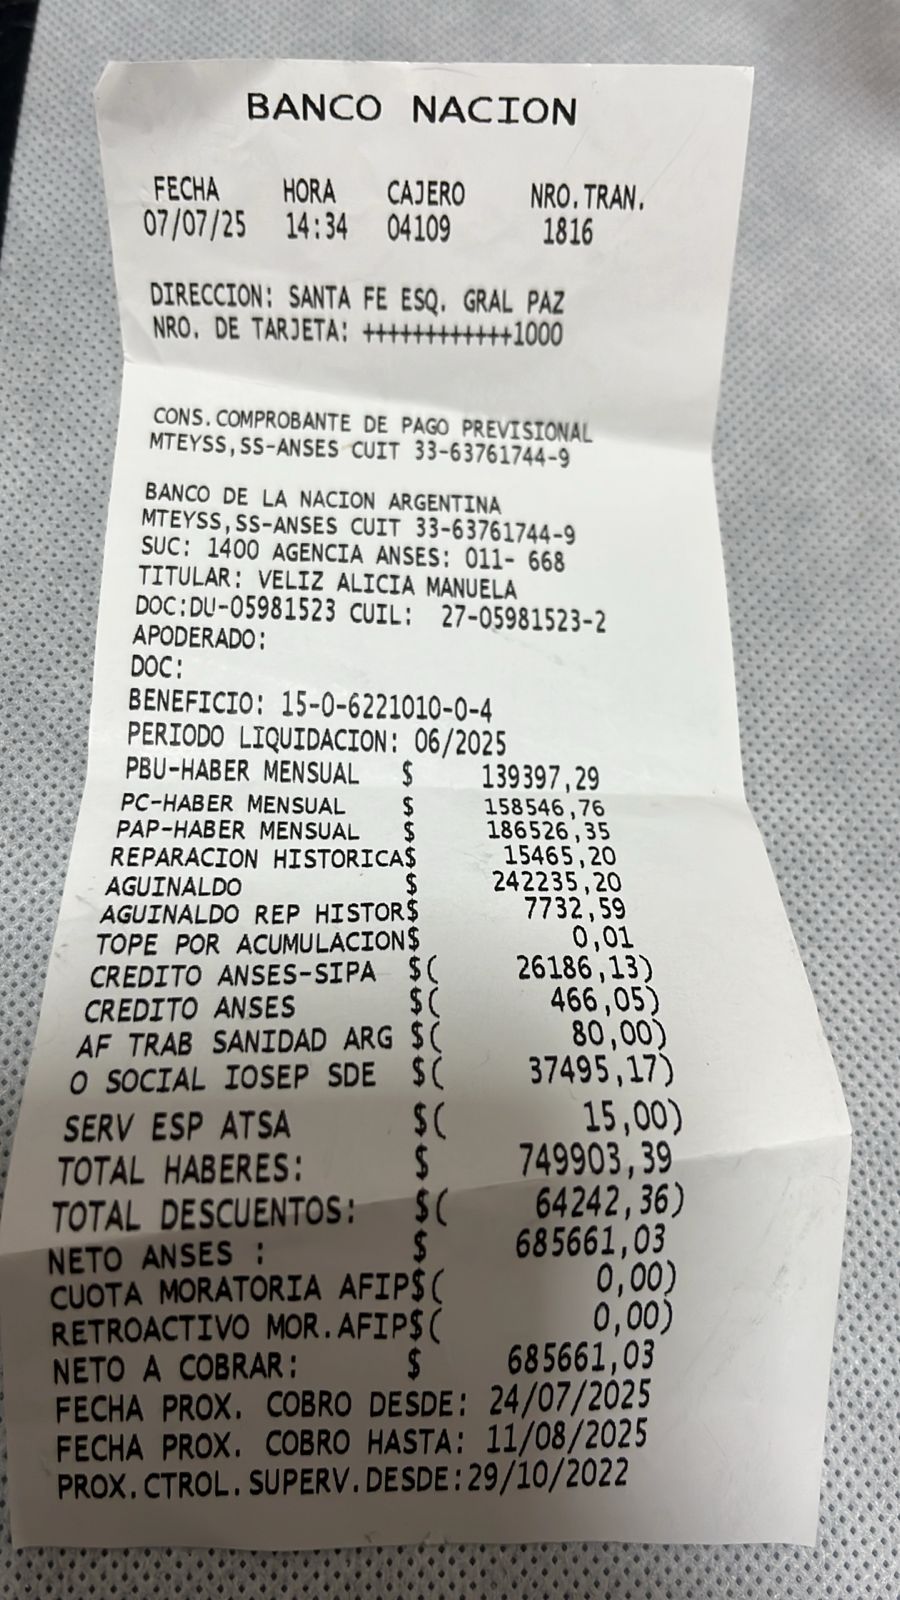 BANCO NACION
FECHA HORA CAJERO NRO.TRAN.
07/07/25 14:34 04109 1816
DIRECCION: SANTA FE ESQ. GRAL PAZ
NRO. DE TARJETA: ++++++++++++1000
CONS.COMPROBANTE DE PAGO PREVISIONAL
MTEYSS,SS-ANSES CUIT 33-63761744-9
BANCO DE LA NACION ARGENTINA
MTEYSS,SS-ANSES CUIT 33-63761744-9
SUC: 1400 AGENCIA ANSES: 011- 668
TITULAR: VELIZ ALICIA MANUELA
DOC:DU-05981523 CUIL: 27-05981523-2
APODERADO:
DOC:
BENEFICIO: 15-0-6221010-0-4
PERIODO LIQUIDACION: 06/2025
PBU-HABER MENSUAL $ 139397,29
PC-HABER MENSUAL $ 158546,76
PAP-HABER MENSUAL $ 186526,35
REPARACION HISTORICA$ 15465,20
AGUINALDO $ 242235,20
AGUINALDO REP HISTOR$ 7732,59
TOPE POR ACUMULACION$ 0,01
CREDITO ANSES-SIPA $( 26186,13)
CREDITO ANSES $( 466,05)
AF TRAB SANIDAD ARG $( 80,00)
O SOCIAL IOSEP SDE $( 37495,17)
SERV ESP ATSA $( 15,00)
TOTAL HABERES: $ 749903,39
TOTAL DESCUENTOS: $( 64242,36)
NETO ANSES : $ 685661,03
CUOTA MORATORIA AFIP$( 0,00)
RETROACTIVO MOR.AFIP$( 0,00)
NETO A COBRAR: $ 685661,03
FECHA PROX. COBRO DESDE: 24/07/2025
FECHA PROX. COBRO HASTA: 11/08/2025
PROX.CTROL.SUPERV.DESDE:29/10/2022